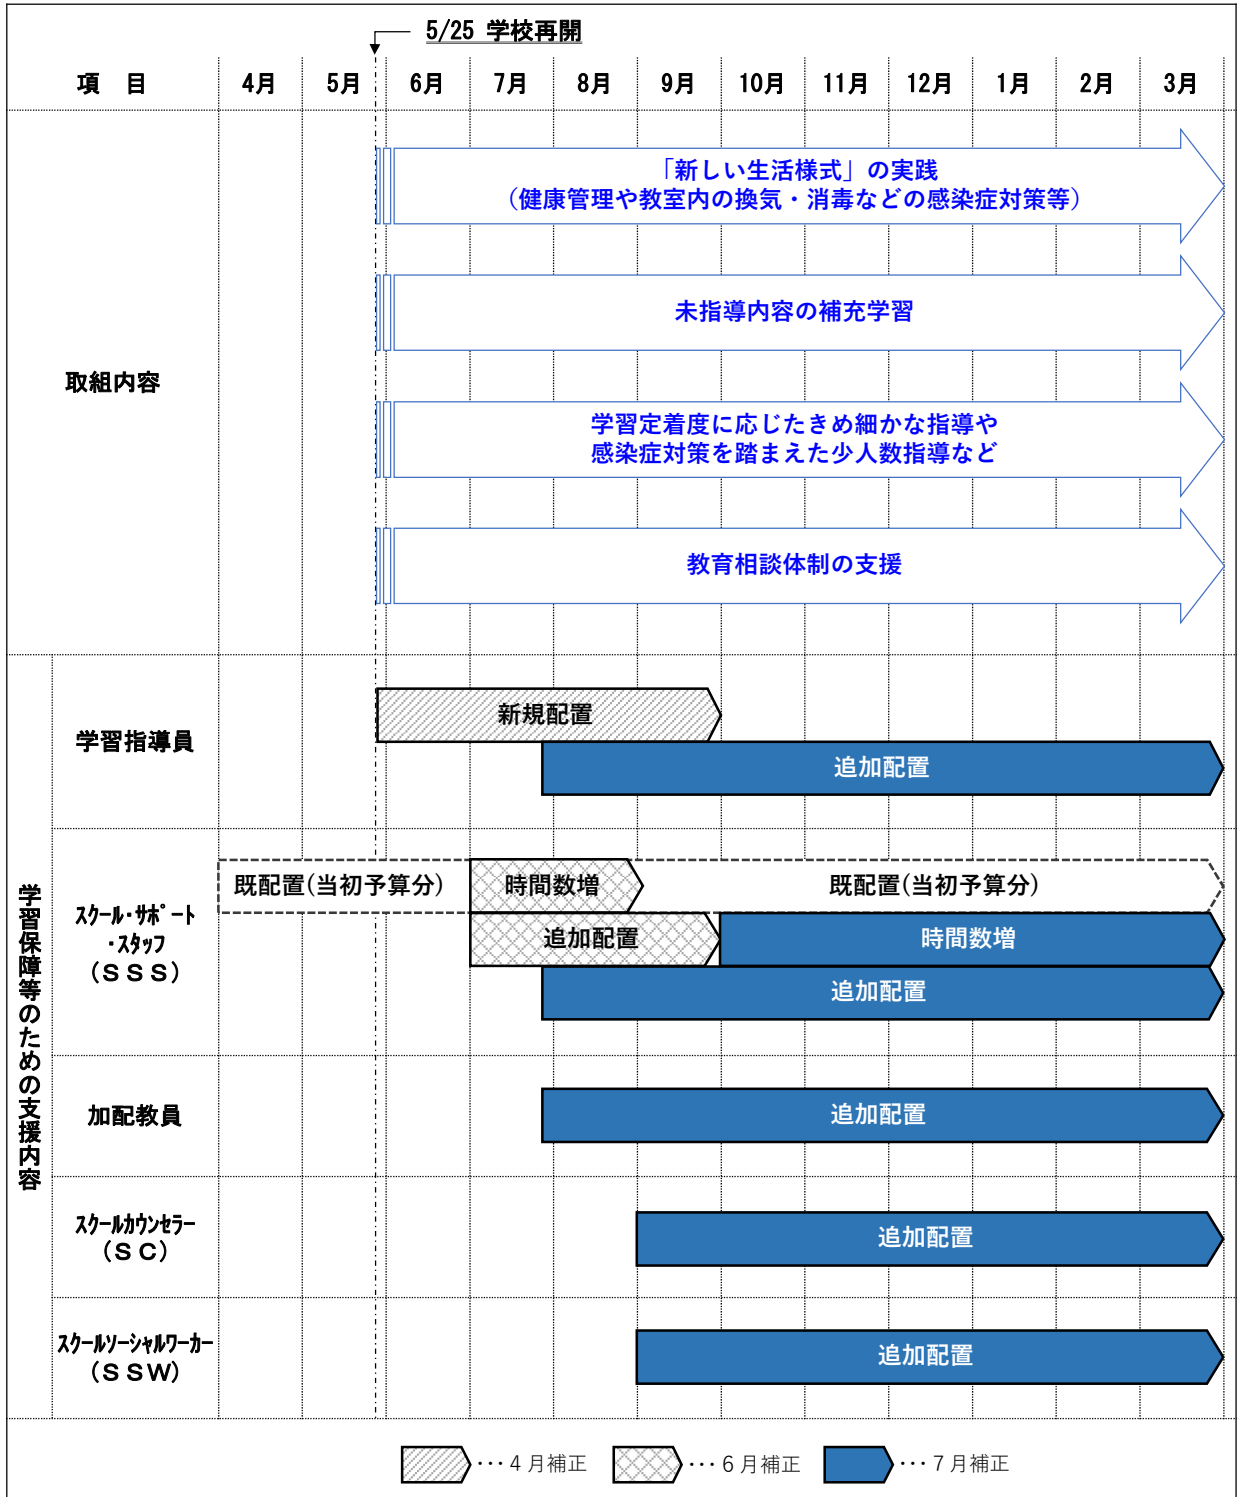 5/25 学校再開
項　目 4月 5月 6月 7月 8月 9月 10月 11月 12月 1月 2月 3月
取組内容
「新しい生活様式」の実践
（健康管理や教室内の換気・消毒などの感染症対策等）
未指導内容の補充学習
学習定着度に応じたきめ細かな指導や
感染症対策を踏まえた少人数指導など
教育相談体制の支援
学習保障等のための支援内容
学習指導員
新規配置
追加配置
ｽｸｰﾙ・ｻﾎﾟｰﾄ
・ｽﾀｯﾌ
（ＳＳＳ）
既配置(当初予算分) 時間数増 既配置(当初予算分)
追加配置 時間数増
追加配置
加配教員
追加配置
ｽｸｰﾙｶｳﾝｾﾗｰ
（ＳＣ）
追加配置
ｽｸｰﾙｿｰｼｬﾙﾜｰｶｰ
（ＳＳＷ）
追加配置
・・・４月補正 ・・・６月補正 ・・・７月補正